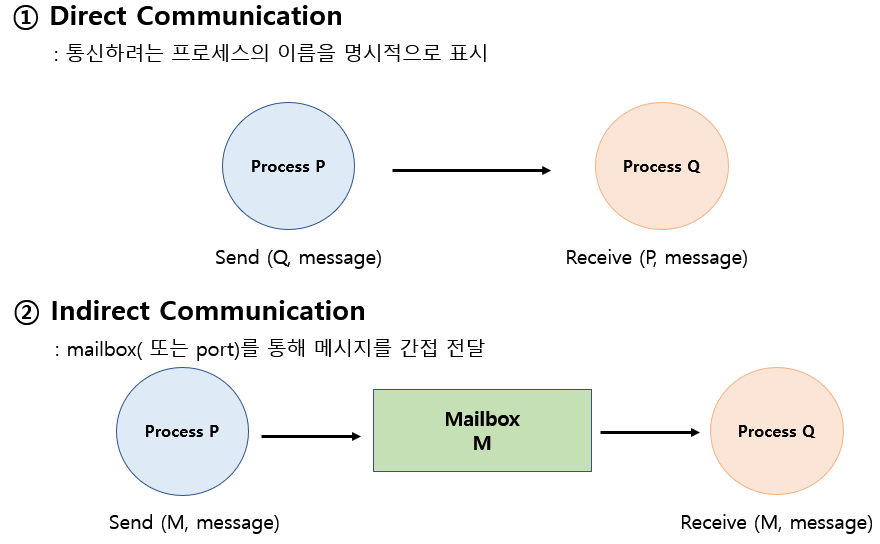 ① Direct Communication
: 통신하려는 프로세스의 이름을 명시적으로 표시
Process P
Process Q
Send (Q, message)
Receive (P, message)
② Indirect Communication
: mailbox( 또는 port)를 통해 메시지를 간접 전달
Process P
Mailbox
M
Process Q
Send (M, message)
Receive (M, message)